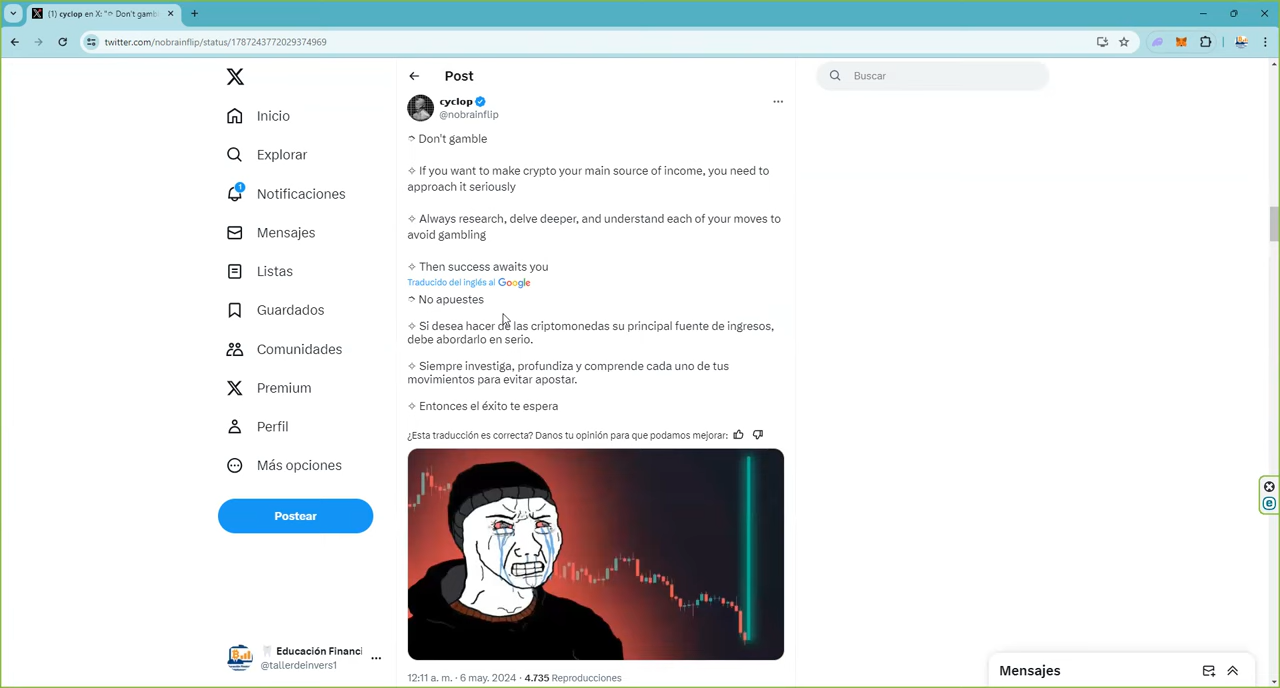 (1) cyclop en X: "⌒ Don't gamb
twitter.com/nobrainflip/status/1787243772029374969
Post
Buscar
cyclop
@nobrainflip
Inicio
Explorar
1
Notificaciones
Mensajes
Listas
Guardados
Comunidades
Premium
Perfil
Más opciones
Postear
Educación Financi
@tallerdeinvers1
Don't gamble
✧ If you want to make crypto your main source of income, you need to
approach it seriously
✧ Always research, delve deeper, and understand each of your moves to
avoid gambling
✧ Then success awaits you
Traducido del inglés al Google
No apuestes
✧ Si desea hacer de las criptomonedas su principal fuente de ingresos,
debe abordarlo en serio.
✧ Siempre investiga, profundiza y comprende cada uno de tus
movimientos para evitar apostar.
✧ Entonces el éxito te espera
¿Esta traducción es correcta? Danos tu opinión para que podamos mejorar:
12:11 a. m. · 6 may. 2024 · 4.735 Reproducciones
Mensajes